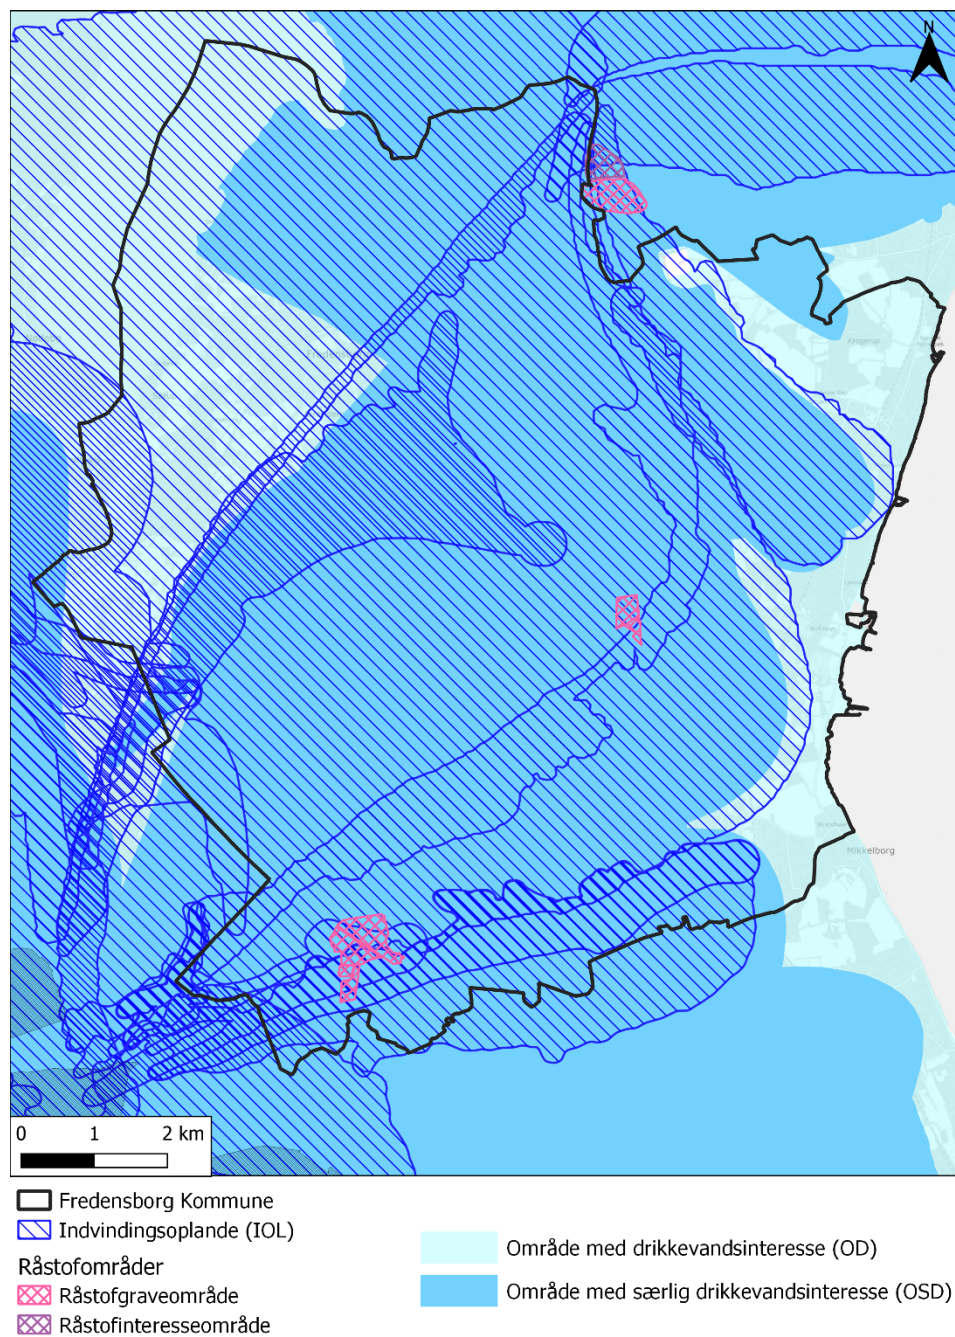 N
Krogerup
Mikkelborg
0 1 2 km
Fredensborg Kommune
Indvindingsoplande (IOL)
Råstofområder
Råstofgraveområde
Råstofinteresseområde
Område med drikkevandsinteresse (OD)
Område med særlig drikkevandsinteresse (OSD)